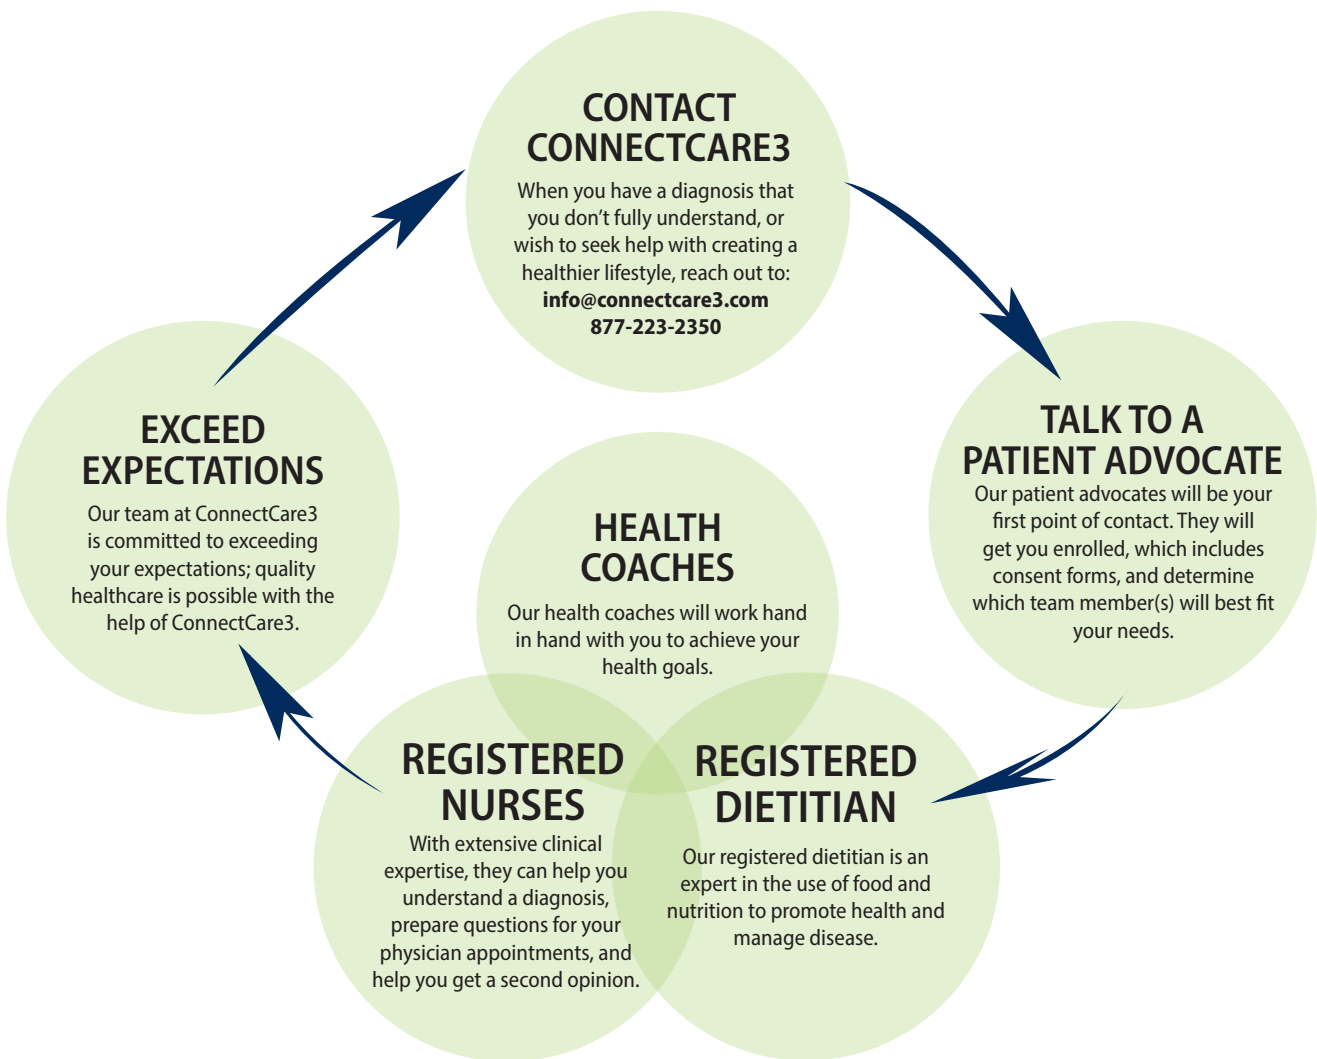 CONTACT
CONNECTCARE3
When you have a diagnosis that
you don’t fully understand, or
wish to seek help with creating a
healthier lifestyle, reach out to:
info@connectcare3.com
877-223-2350
TALK TO A
PATIENT ADVOCATE
Our patient advocates will be your
first point of contact. They will
get you enrolled, which includes
consent forms, and determine
which team member(s) will best fit
your needs.
HEALTH
COACHES
Our health coaches will work hand
in hand with you to achieve your
health goals.
REGISTERED
DIETITIAN
Our registered dietitian is an
expert in the use of food and
nutrition to promote health and
manage disease.
REGISTERED
NURSES
With extensive clinical
expertise, they can help you
understand a diagnosis,
prepare questions for your
physician appointments, and
help you get a second opinion.
EXCEED
EXPECTATIONS
Our team at ConnectCare3
is committed to exceeding
your expectations; quality
healthcare is possible with the
help of ConnectCare3.